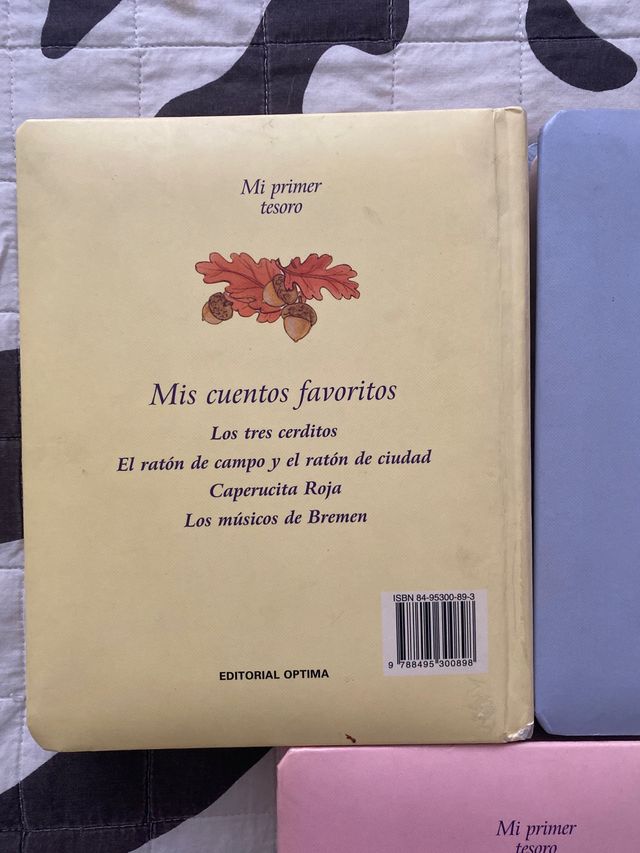 Mi primer
tesoro
Mis cuentos favoritos
Los tres cerditos
El ratón de campo y el ratón de ciudad
Caperucita Roja
Los músicos de Bremen
ISBN 84-95300-89-3
9 788495 300898
EDITORIAL OPTIMA
Mi primer
tesoro